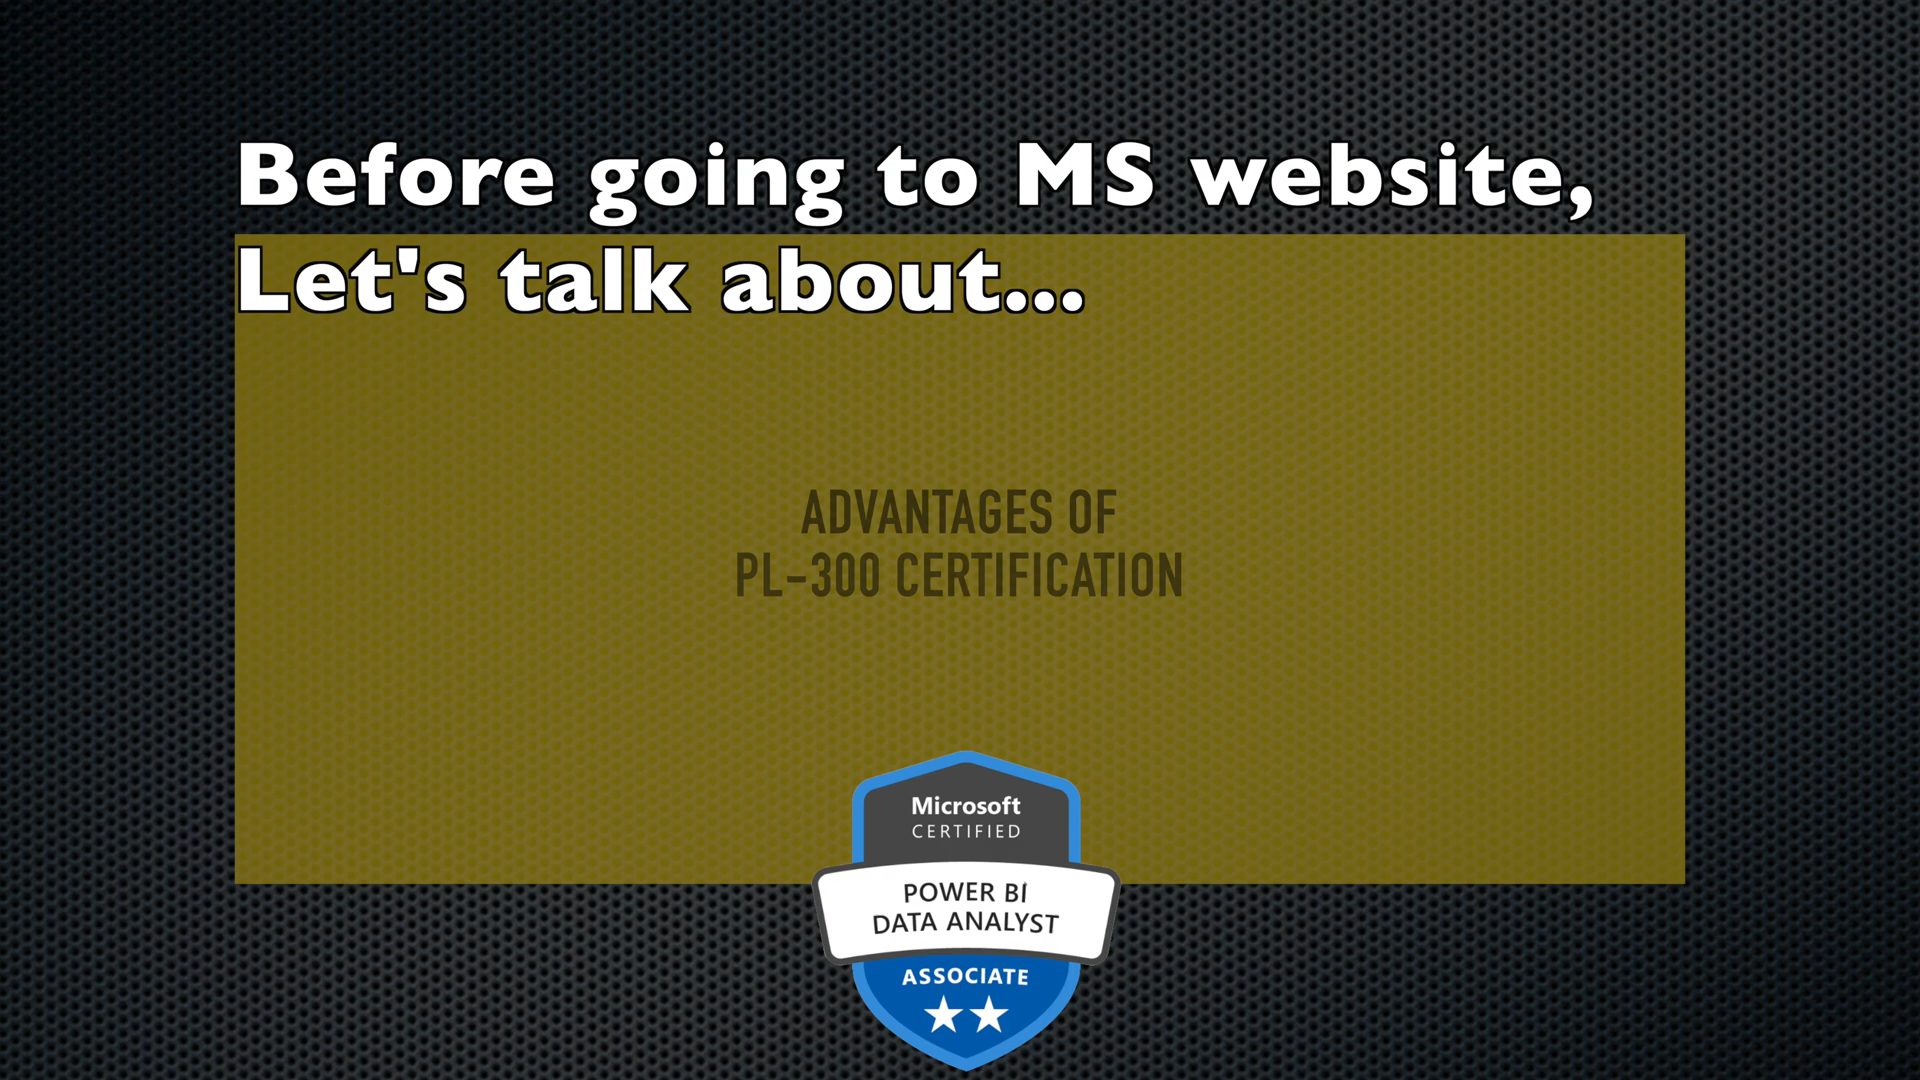 Before going to MS website,
Let's talk about...
ADVANTAGES OF
PL-300 CERTIFICATION
Microsoft
CERTIFIED
POWER BI
DATA ANALYST
ASSOCIATE